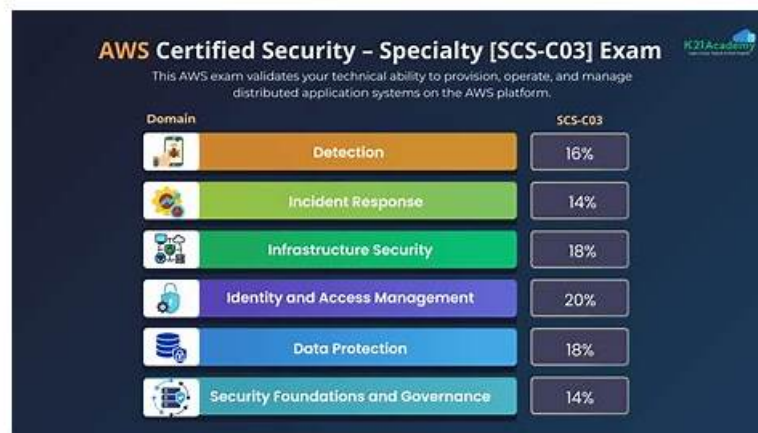 AWS Certified Security – Specialty [SCS-C03] Exam
K21Academy
This AWS exam validates your technical ability to provision, operate, and manage
distributed application systems on the AWS platform.
Domain
SCS-C03
Detection
16%
Incident Response
14%
Infrastructure Security
18%
Identity and Access Management
20%
Data Protection
18%
Security Foundations and Governance
14%